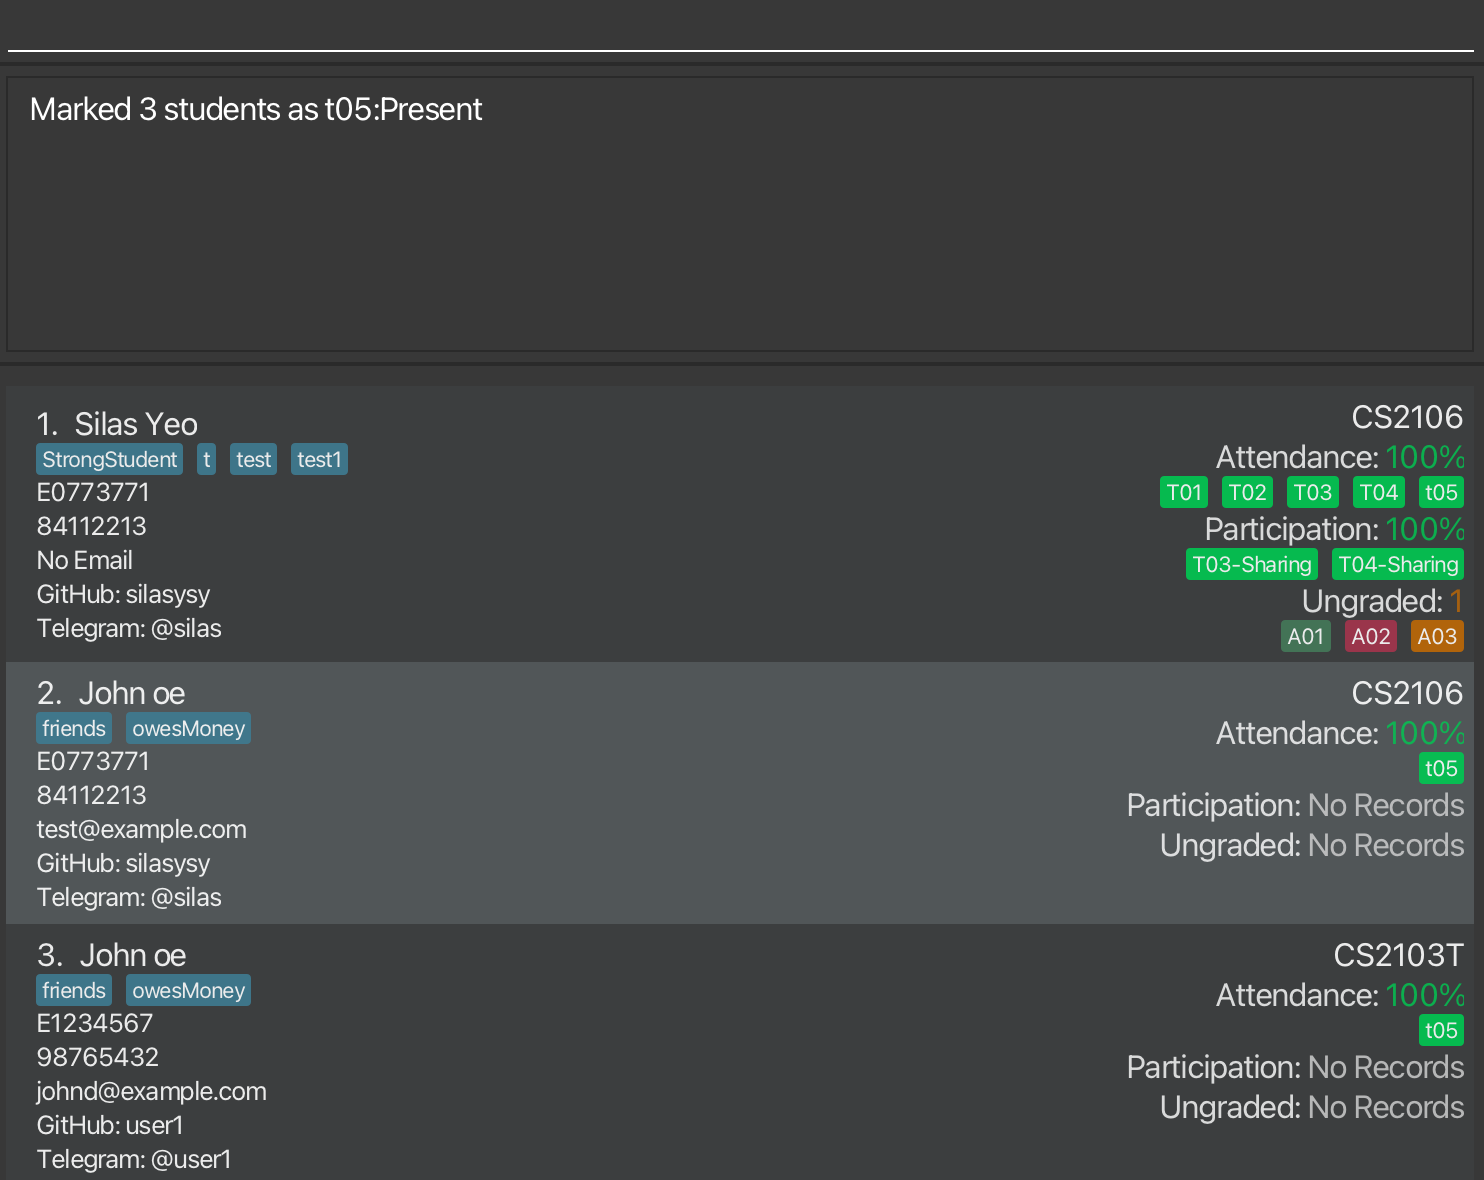 Marked 3 students as t05:Present
1. Silas Yeo
StrongStudent t test test1
E0773771
84112213
No Email
GitHub: silasysy
Telegram: @silas
CS2106
Attendance: 100%
T01 T02 T03 T04 t05
Participation: 100%
T03-Sharing T04-Sharing
Ungraded: 1
A01 A02 A03
2. John oe
friends owesMoney
E0773771
84112213
test@example.com
GitHub: silasysy
Telegram: @silas
CS2106
Attendance: 100%
t05
Participation: No Records
Ungraded: No Records
3. John oe
friends owesMoney
E1234567
98765432
johnd@example.com
GitHub: user1
Telegram: @user1
CS2103T
Attendance: 100%
t05
Participation: No Records
Ungraded: No Records